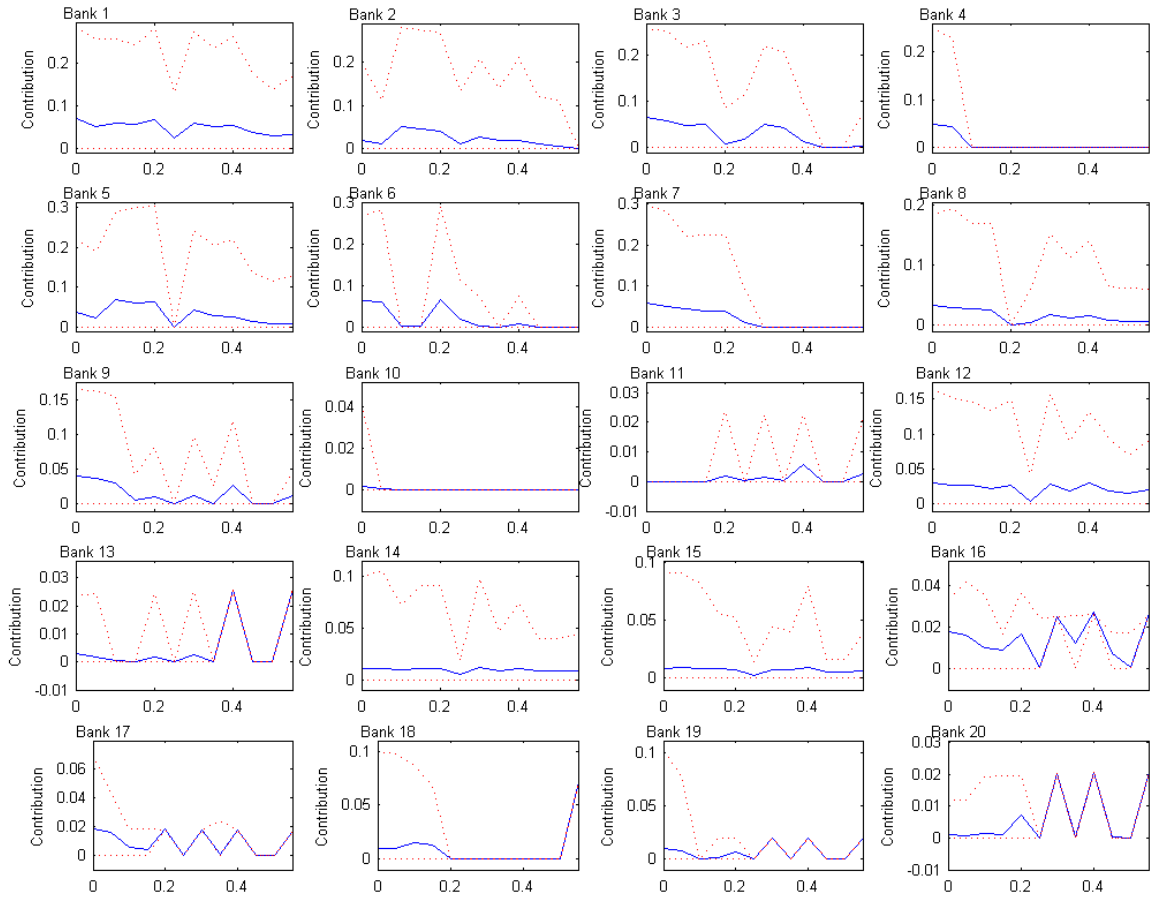 Bank 1
Bank 2
Bank 3
Bank 4
Contribution
0.2
0.1
0
0 0.2 0.4
Contribution
0.2
0.1
0
0 0.2 0.4
Contribution
0.2
0.1
0
0 0.2 0.4
Contribution
0.2
0.1
0
0 0.2 0.4
Bank 5
Bank 6
Bank 7
Bank 8
Contribution
0.3
0.2
0.1
0
0 0.2 0.4
Contribution
0.3
0.2
0.1
0
0 0.2 0.4
Contribution
0.3
0.2
0.1
0
0 0.2 0.4
Contribution
0.2
0.1
0
0 0.2 0.4
Bank 9
Bank 10
Bank 11
Bank 12
Contribution
0.15
0.1
0.05
0
0 0.2 0.4
Contribution
0.04
0.02
0
0 0.2 0.4
Contribution
0.03
0.02
0.01
0
-0.01
0 0.2 0.4
Contribution
0.15
0.1
0.05
0
0 0.2 0.4
Bank 13
Bank 14
Bank 15
Bank 16
Contribution
0.03
0.02
0.01
0
-0.01
0 0.2 0.4
Contribution
0.1
0.05
0
0 0.2 0.4
Contribution
0.1
0.05
0
0 0.2 0.4
Contribution
0.04
0.02
0
0 0.2 0.4
Bank 17
Bank 18
Bank 19
Bank 20
Contribution
0.06
0.04
0.02
0
0 0.2 0.4
Contribution
0.1
0.05
0
0 0.2 0.4
Contribution
0.1
0.05
0
0 0.2 0.4
Contribution
0.03
0.02
0.01
0
-0.01
0 0.2 0.4